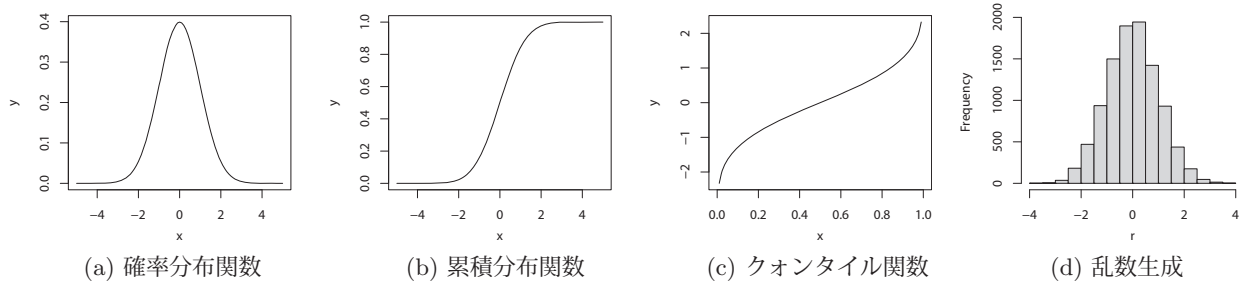 0.4
0.3
0.2
0.1
0.0
y
−4 −2 0 2 4
x
(a) 確率分布関数
1.0
0.8
0.6
0.4
0.2
0.0
y
−4 −2 0 2 4
x
(b) 累積分布関数
2
1
0
−1
−2
y
0.0 0.2 0.4 0.6 0.8 1.0
x
(c) クォンタイル関数
2000
1500
1000
500
0
Frequency
−4 −2 0 2 4
r
(d) 乱数生成